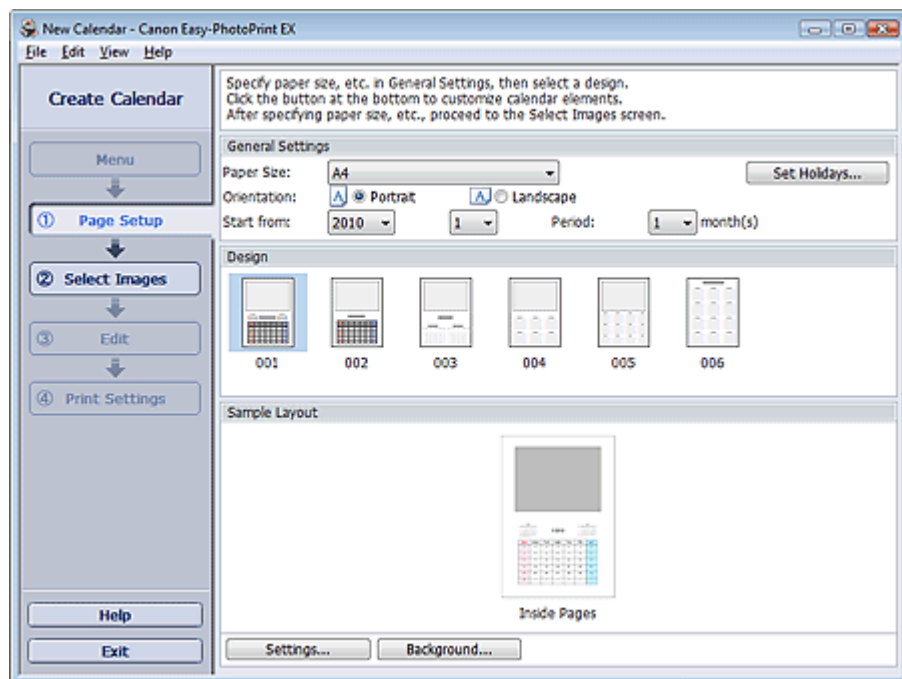 New Calendar - Canon Easy-PhotoPrint EX
File Edit View Help
Create Calendar
Menu
① Page Setup
② Select Images
③ Edit
④ Print Settings
Help
Exit
Specify paper size, etc. in General Settings, then select a design.
Click the button at the bottom to customize calendar elements.
After specifying paper size, etc., proceed to the Select Images screen.
General Settings
Paper Size: A4 Set Holidays...
Orientation: A Portrait A Landscape
Start from: 2010 1 Period: 1 month(s)
Design
001 002 003 004 005 006
Sample Layout
Inside Pages
Settings... Background...